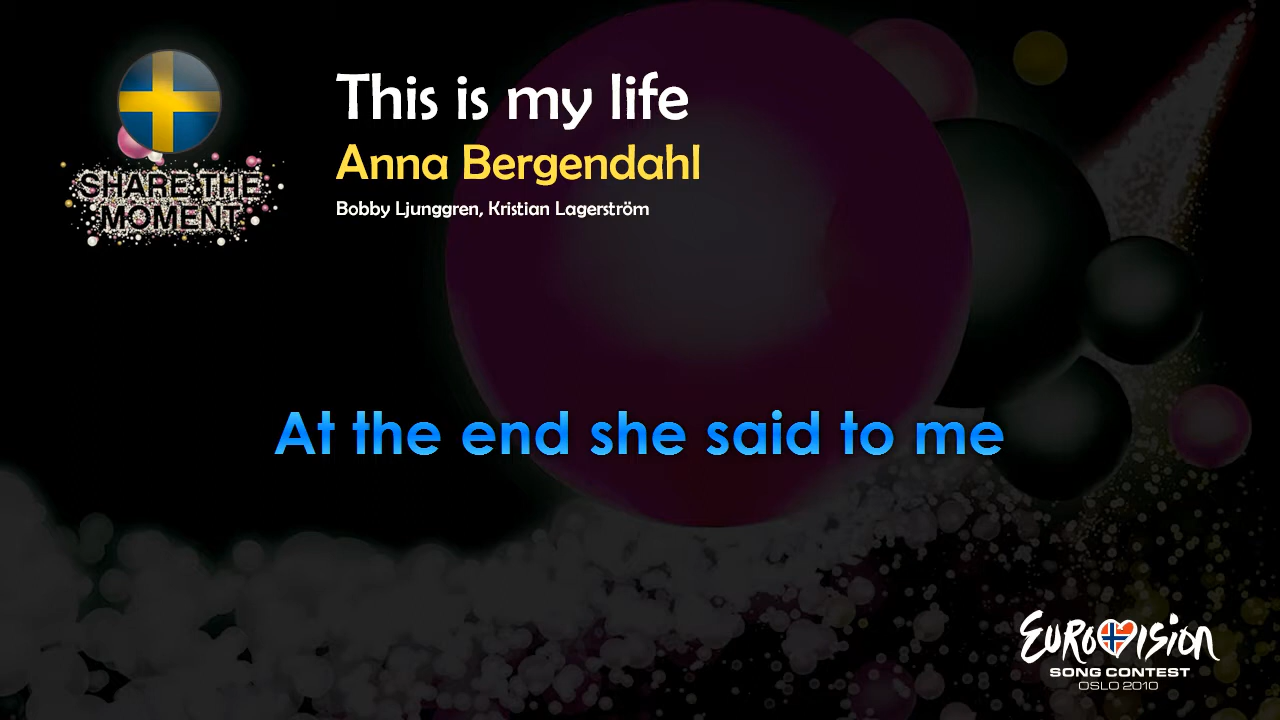 This is my life
Anna Bergendahl
Bobby Ljunggren, Kristian Lagerström
SHARE THE
MOMENT
At the end she said to me
EUROVISION
SONG CONTEST
OSLO 2010